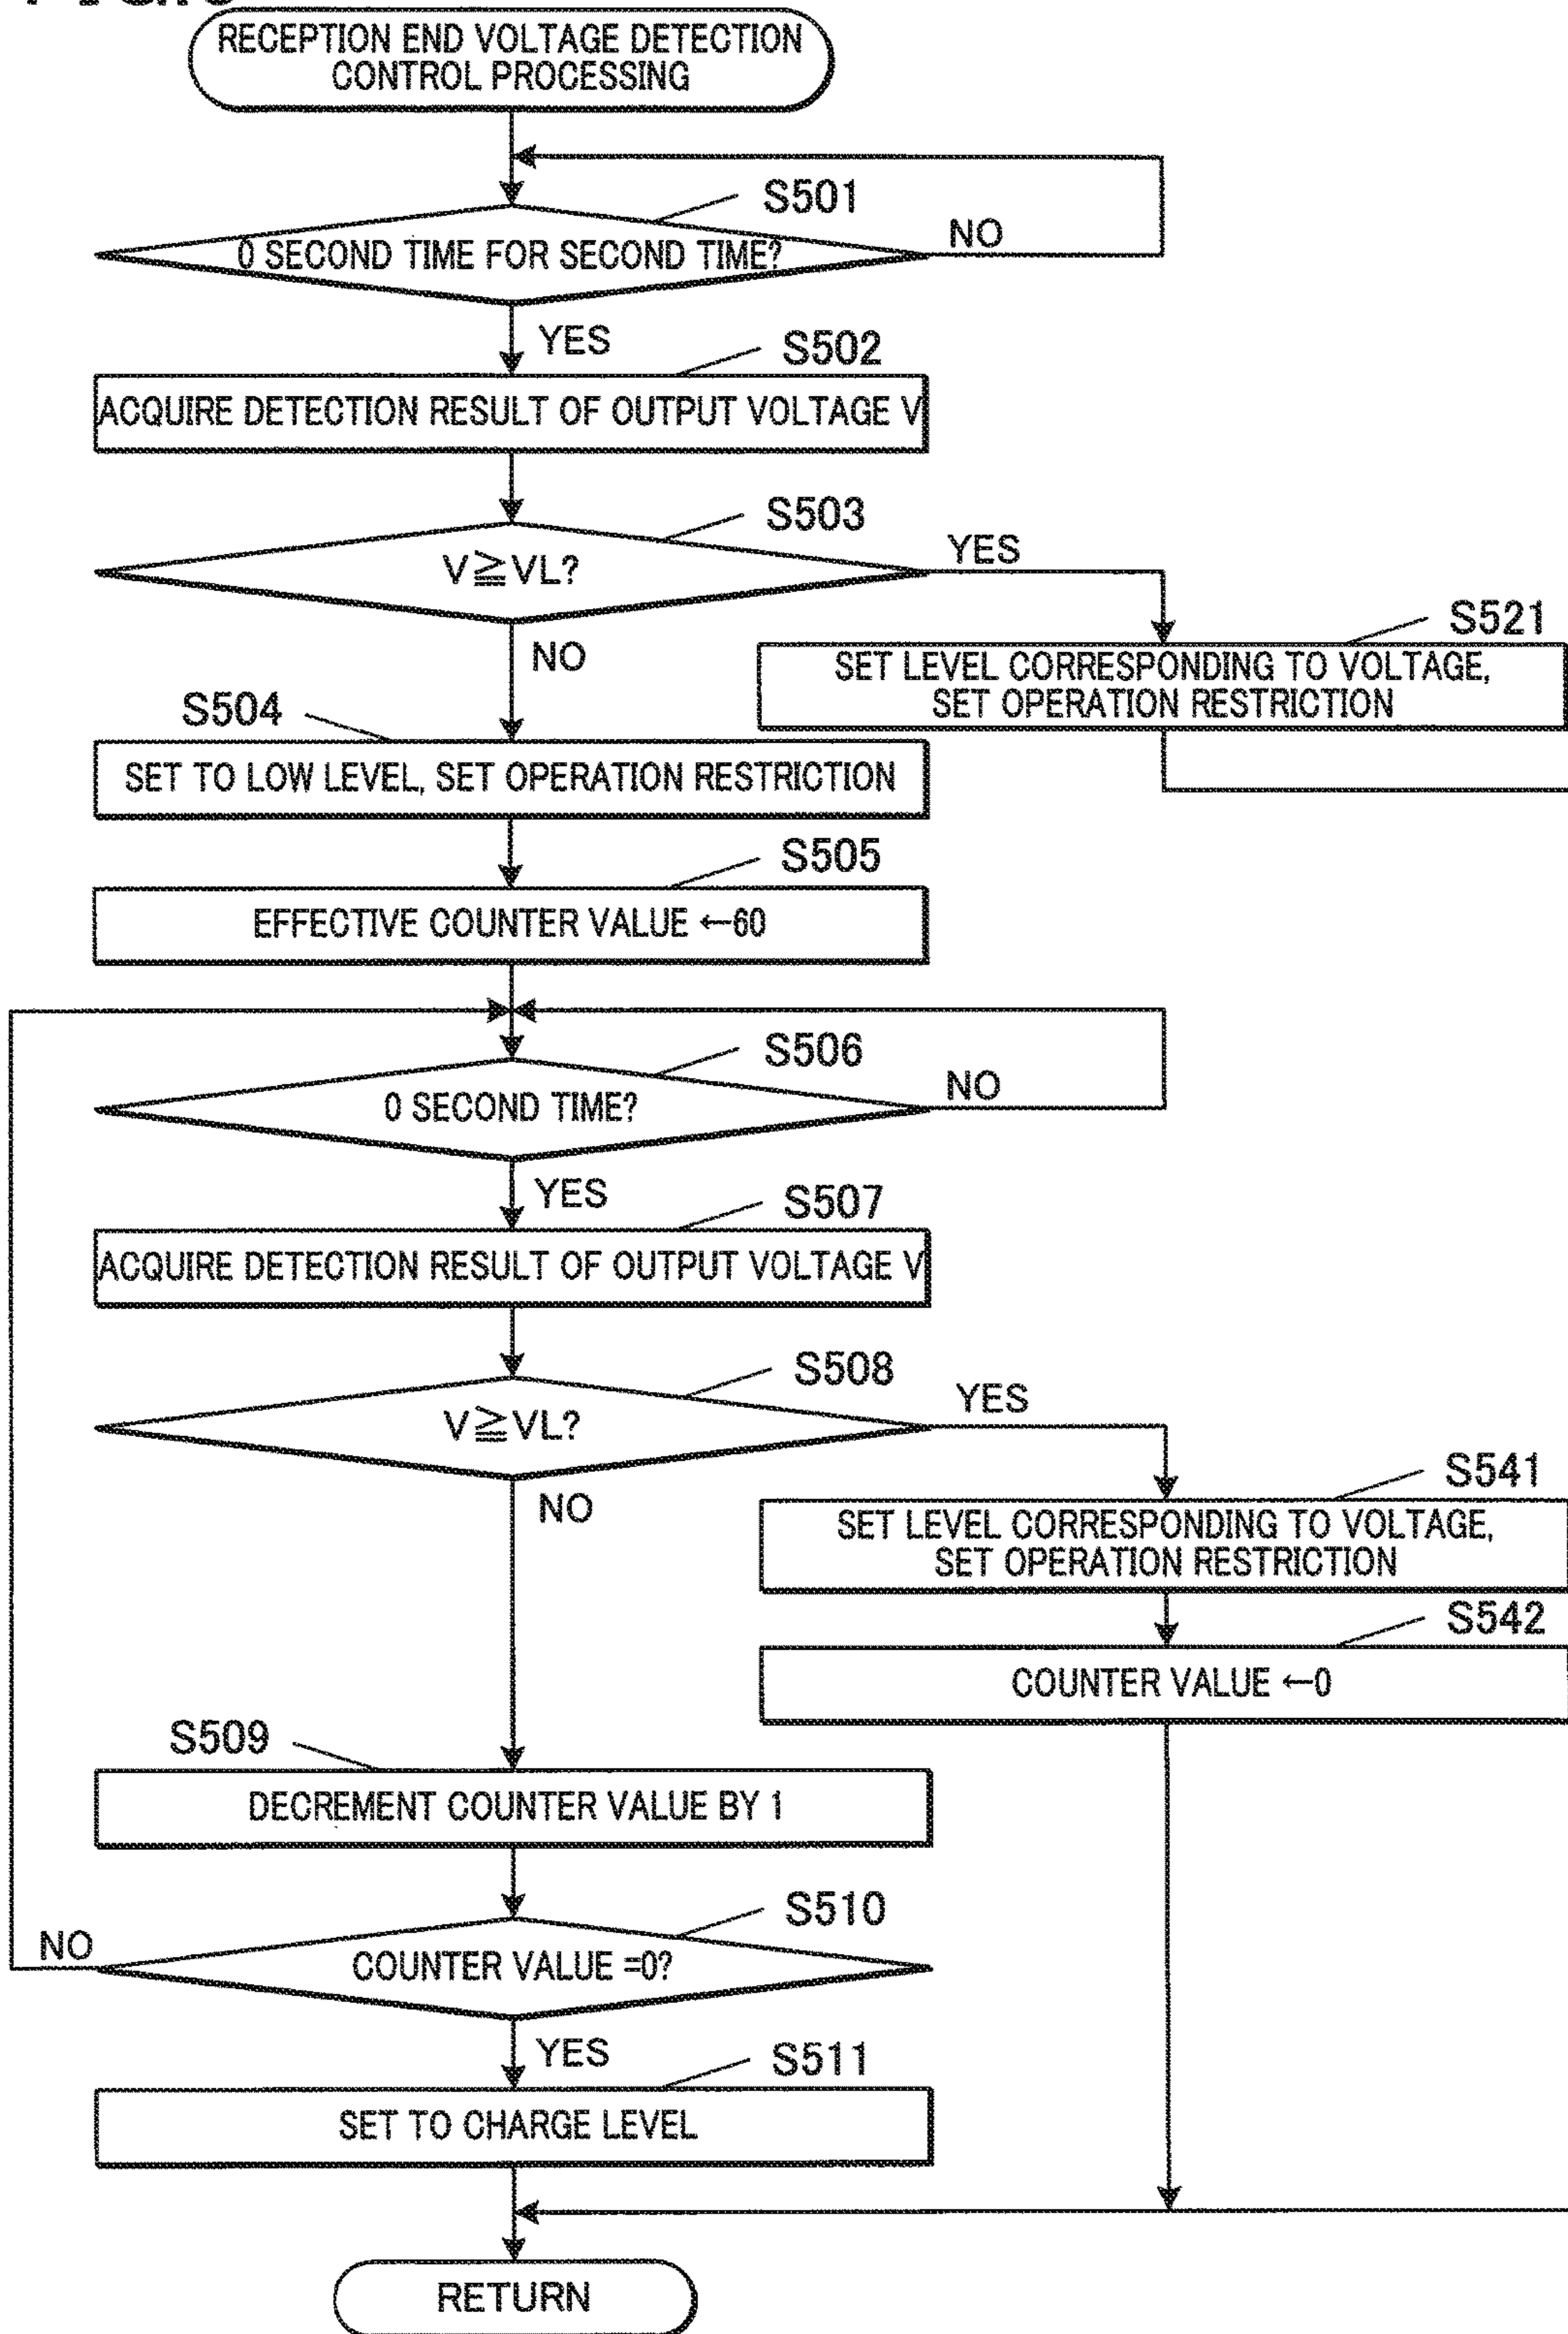 RECEPTION END VOLTAGE DETECTION
CONTROL PROCESSING
S501
0 SECOND TIME FOR SECOND TIME?
NO
YES
S502
ACQUIRE DETECTION RESULT OF OUTPUT VOLTAGE V
S503
V≧VL?
YES
NO
S521
SET LEVEL CORRESPONDING TO VOLTAGE,
SET OPERATION RESTRICTION
S504
SET TO LOW LEVEL, SET OPERATION RESTRICTION
S505
EFFECTIVE COUNTER VALUE ←60
S506
0 SECOND TIME?
NO
YES
S507
ACQUIRE DETECTION RESULT OF OUTPUT VOLTAGE V
S508
V≧VL?
YES
NO
S541
SET LEVEL CORRESPONDING TO VOLTAGE,
SET OPERATION RESTRICTION
S542
COUNTER VALUE ←0
S509
DECREMENT COUNTER VALUE BY 1
S510
NO
COUNTER VALUE =0?
YES
S511
SET TO CHARGE LEVEL
RETURN